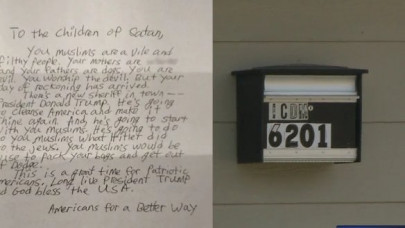 To the Children of Satan,
You muslims are a vile and
filthy people. Your mothers are
and your fathers are dogs. You are
evil. You worship the devil. But your
day of reckoning has arrived.
There's a new sheriff in town --
President Donald Trump. He's going
to cleanse America and make it
shine again. And, he's going to start
with you muslims. He's going to do
to you muslims what Hitler did
to the jews. You muslims would be
wise to pack your bags and get out
of Dodge.
This is a great time for Patriotic
Americans. Long live President Trump
and God bless the USA.
Americans for a Better Way
ICDM
6201